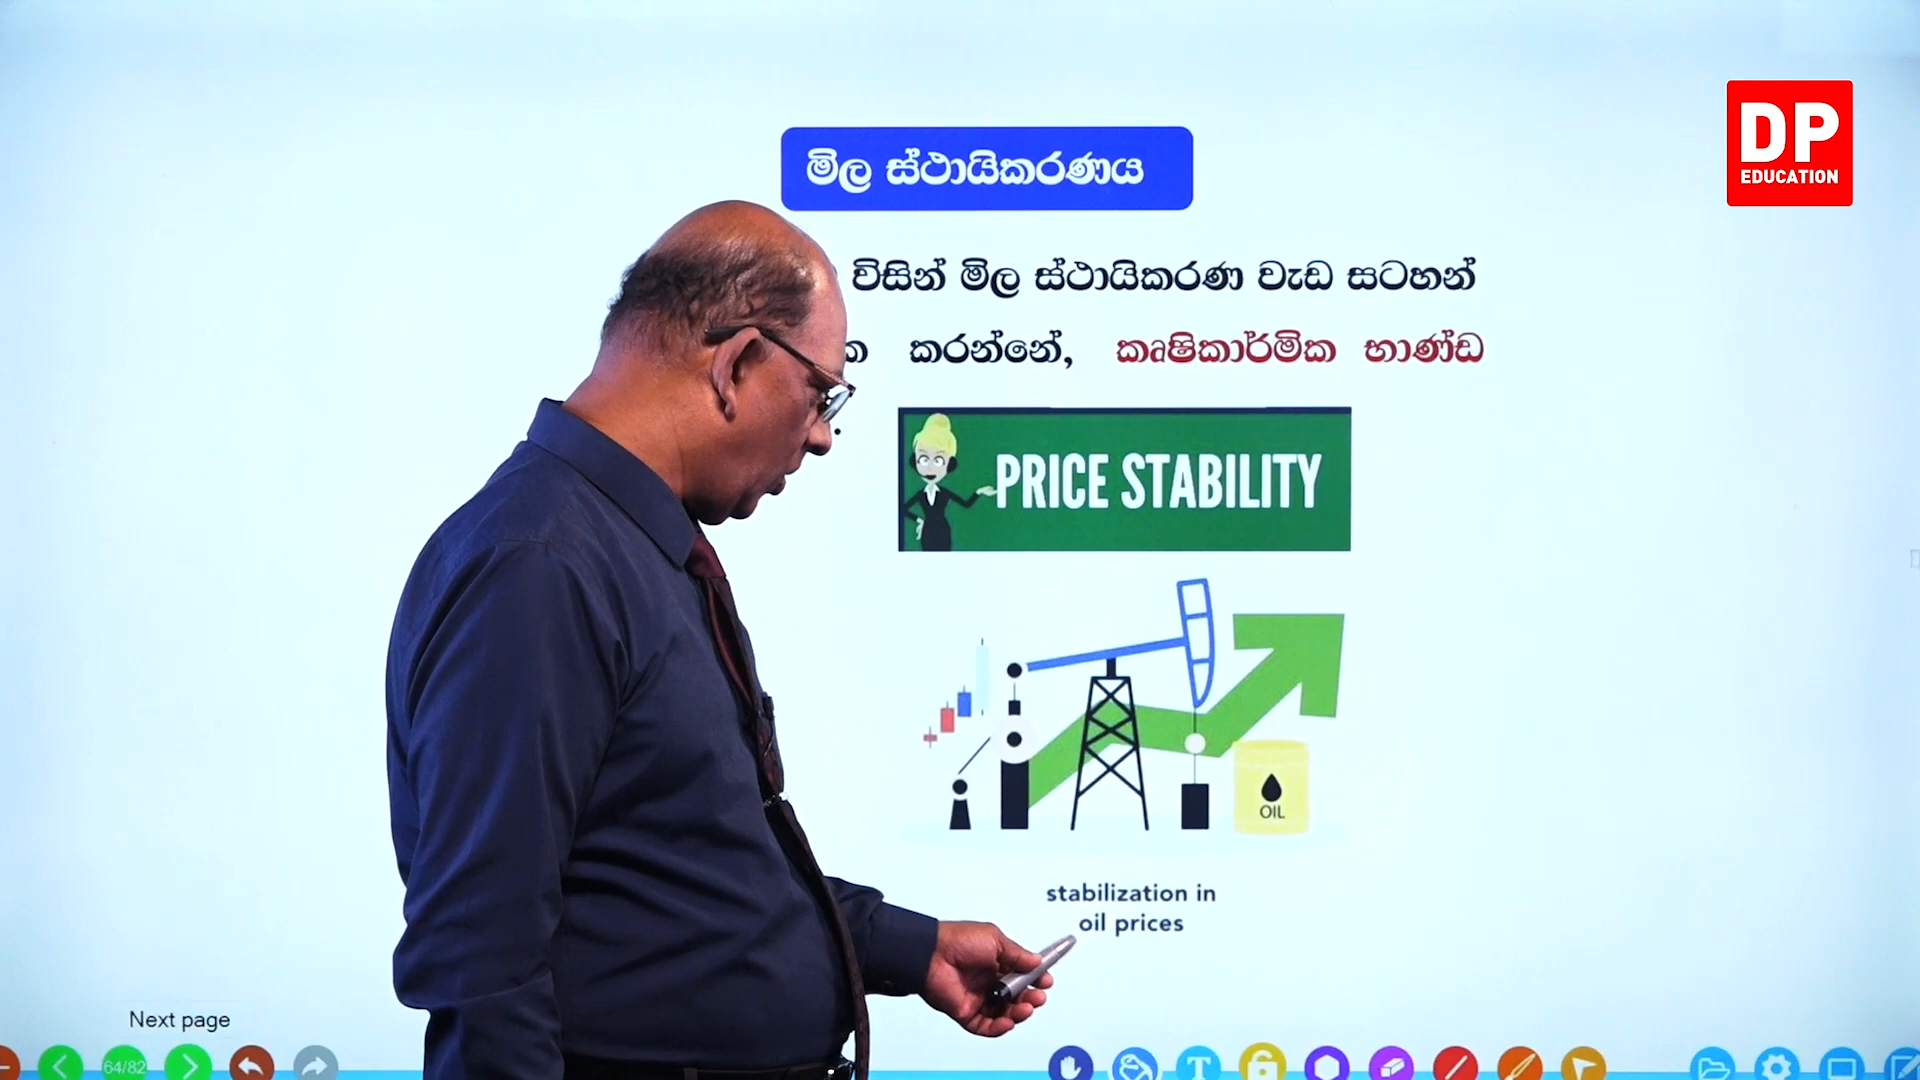 DP
EDUCATION
මිල ස්ථායිකරණය
විසින් මිල ස්ථායිකරණ වැඩ සටහන්
කරන්නේ, කෘෂිකාර්මික භාණ්ඩ
PRICE STABILITY
OIL
stabilization in
oil prices
Next page
64/82
T